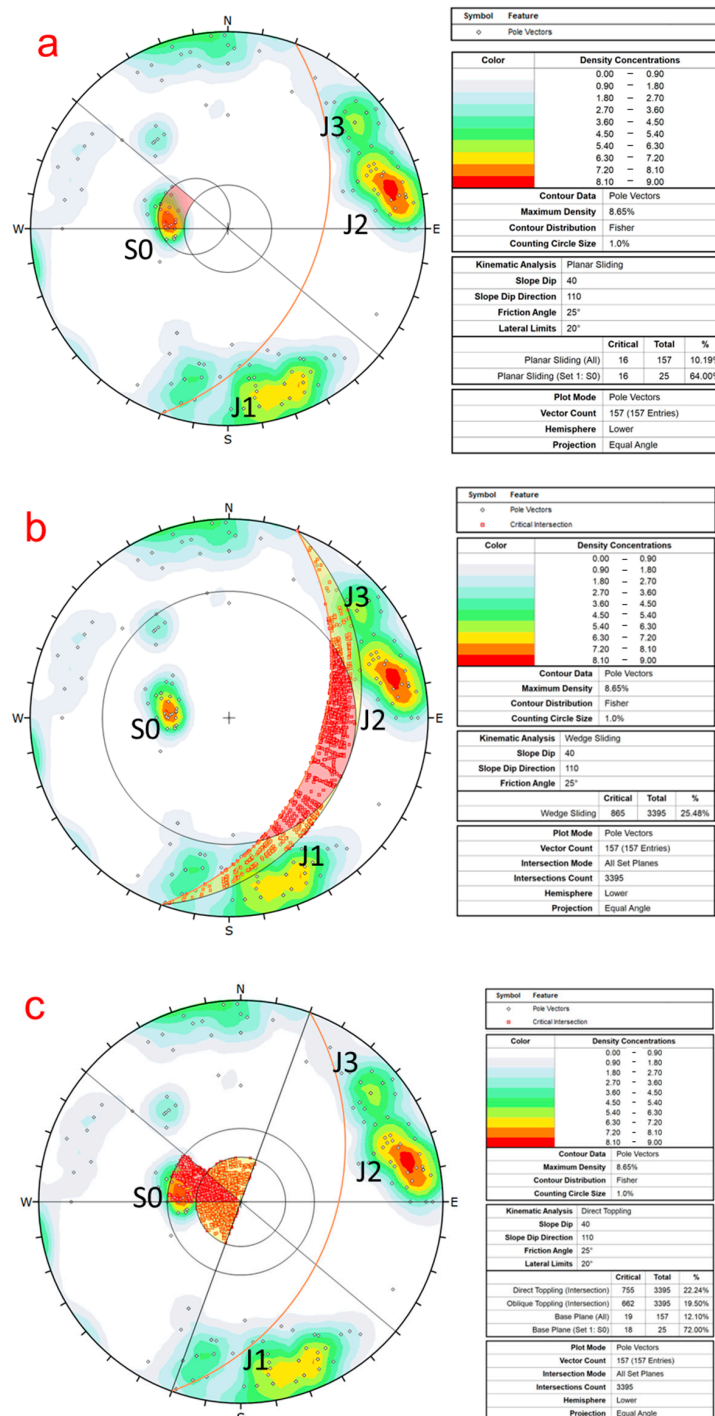 a
N
W
E
S
J3
J2
S0
J1
Symbol Feature
Pole Vectors
Color Density Concentrations
0.00 – 0.90
0.90 – 1.80
1.80 – 2.70
2.70 – 3.60
3.60 – 4.50
4.50 – 5.40
5.40 – 6.30
6.30 – 7.20
7.20 – 8.10
8.10 – 9.00
Contour Data Pole Vectors
Maximum Density 8.65%
Contour Distribution Fisher
Counting Circle Size 1.0%
Kinematic Analysis Planar Sliding
Slope Dip 40
Slope Dip Direction 110
Friction Angle 25°
Lateral Limits 20°
Critical Total %
Planar Sliding (All) 16 157 10.19%
Planar Sliding (Set 1: S0) 16 25 64.00%
Plot Mode Pole Vectors
Vector Count 157 (157 Entries)
Hemisphere Lower
Projection Equal Angle
b
N
W
E
S
J3
J2
S0
J1
Symbol Feature
Pole Vectors
Critical Intersection
Color Density Concentrations
0.00 – 0.90
0.90 – 1.80
1.80 – 2.70
2.70 – 3.60
3.60 – 4.50
4.50 – 5.40
5.40 – 6.30
6.30 – 7.20
7.20 – 8.10
8.10 – 9.00
Contour Data Pole Vectors
Maximum Density 8.65%
Contour Distribution Fisher
Counting Circle Size 1.0%
Kinematic Analysis Wedge Sliding
Slope Dip 40
Slope Dip Direction 110
Friction Angle 25°
Critical Total %
Wedge Sliding 865 3395 25.48%
Plot Mode Pole Vectors
Vector Count 157 (157 Entries)
Intersection Mode All Set Planes
Intersections Count 3395
Hemisphere Lower
Projection Equal Angle
c
N
W
E
S
J3
J2
S0
J1
Symbol Feature
Pole Vectors
Critical Intersection
Color Density Concentrations
0.00 – 0.90
0.90 – 1.80
1.80 – 2.70
2.70 – 3.60
3.60 – 4.50
4.50 – 5.40
5.40 – 6.30
6.30 – 7.20
7.20 – 8.10
8.10 – 9.00
Contour Data Pole Vectors
Maximum Density 8.65%
Contour Distribution Fisher
Counting Circle Size 1.0%
Kinematic Analysis Direct Toppling
Slope Dip 40
Slope Dip Direction 110
Friction Angle 25°
Lateral Limits 20°
Critical Total %
Direct Toppling (Intersection) 755 3395 22.24%
Oblique Toppling (Intersection) 662 3395 19.50%
Base Plane (All) 19 157 12.10%
Base Plane (Set 1: S0) 18 25 72.00%
Plot Mode Pole Vectors
Vector Count 157 (157 Entries)
Intersection Mode All Set Planes
Intersections Count 3395
Hemisphere Lower
Projection Equal Angle